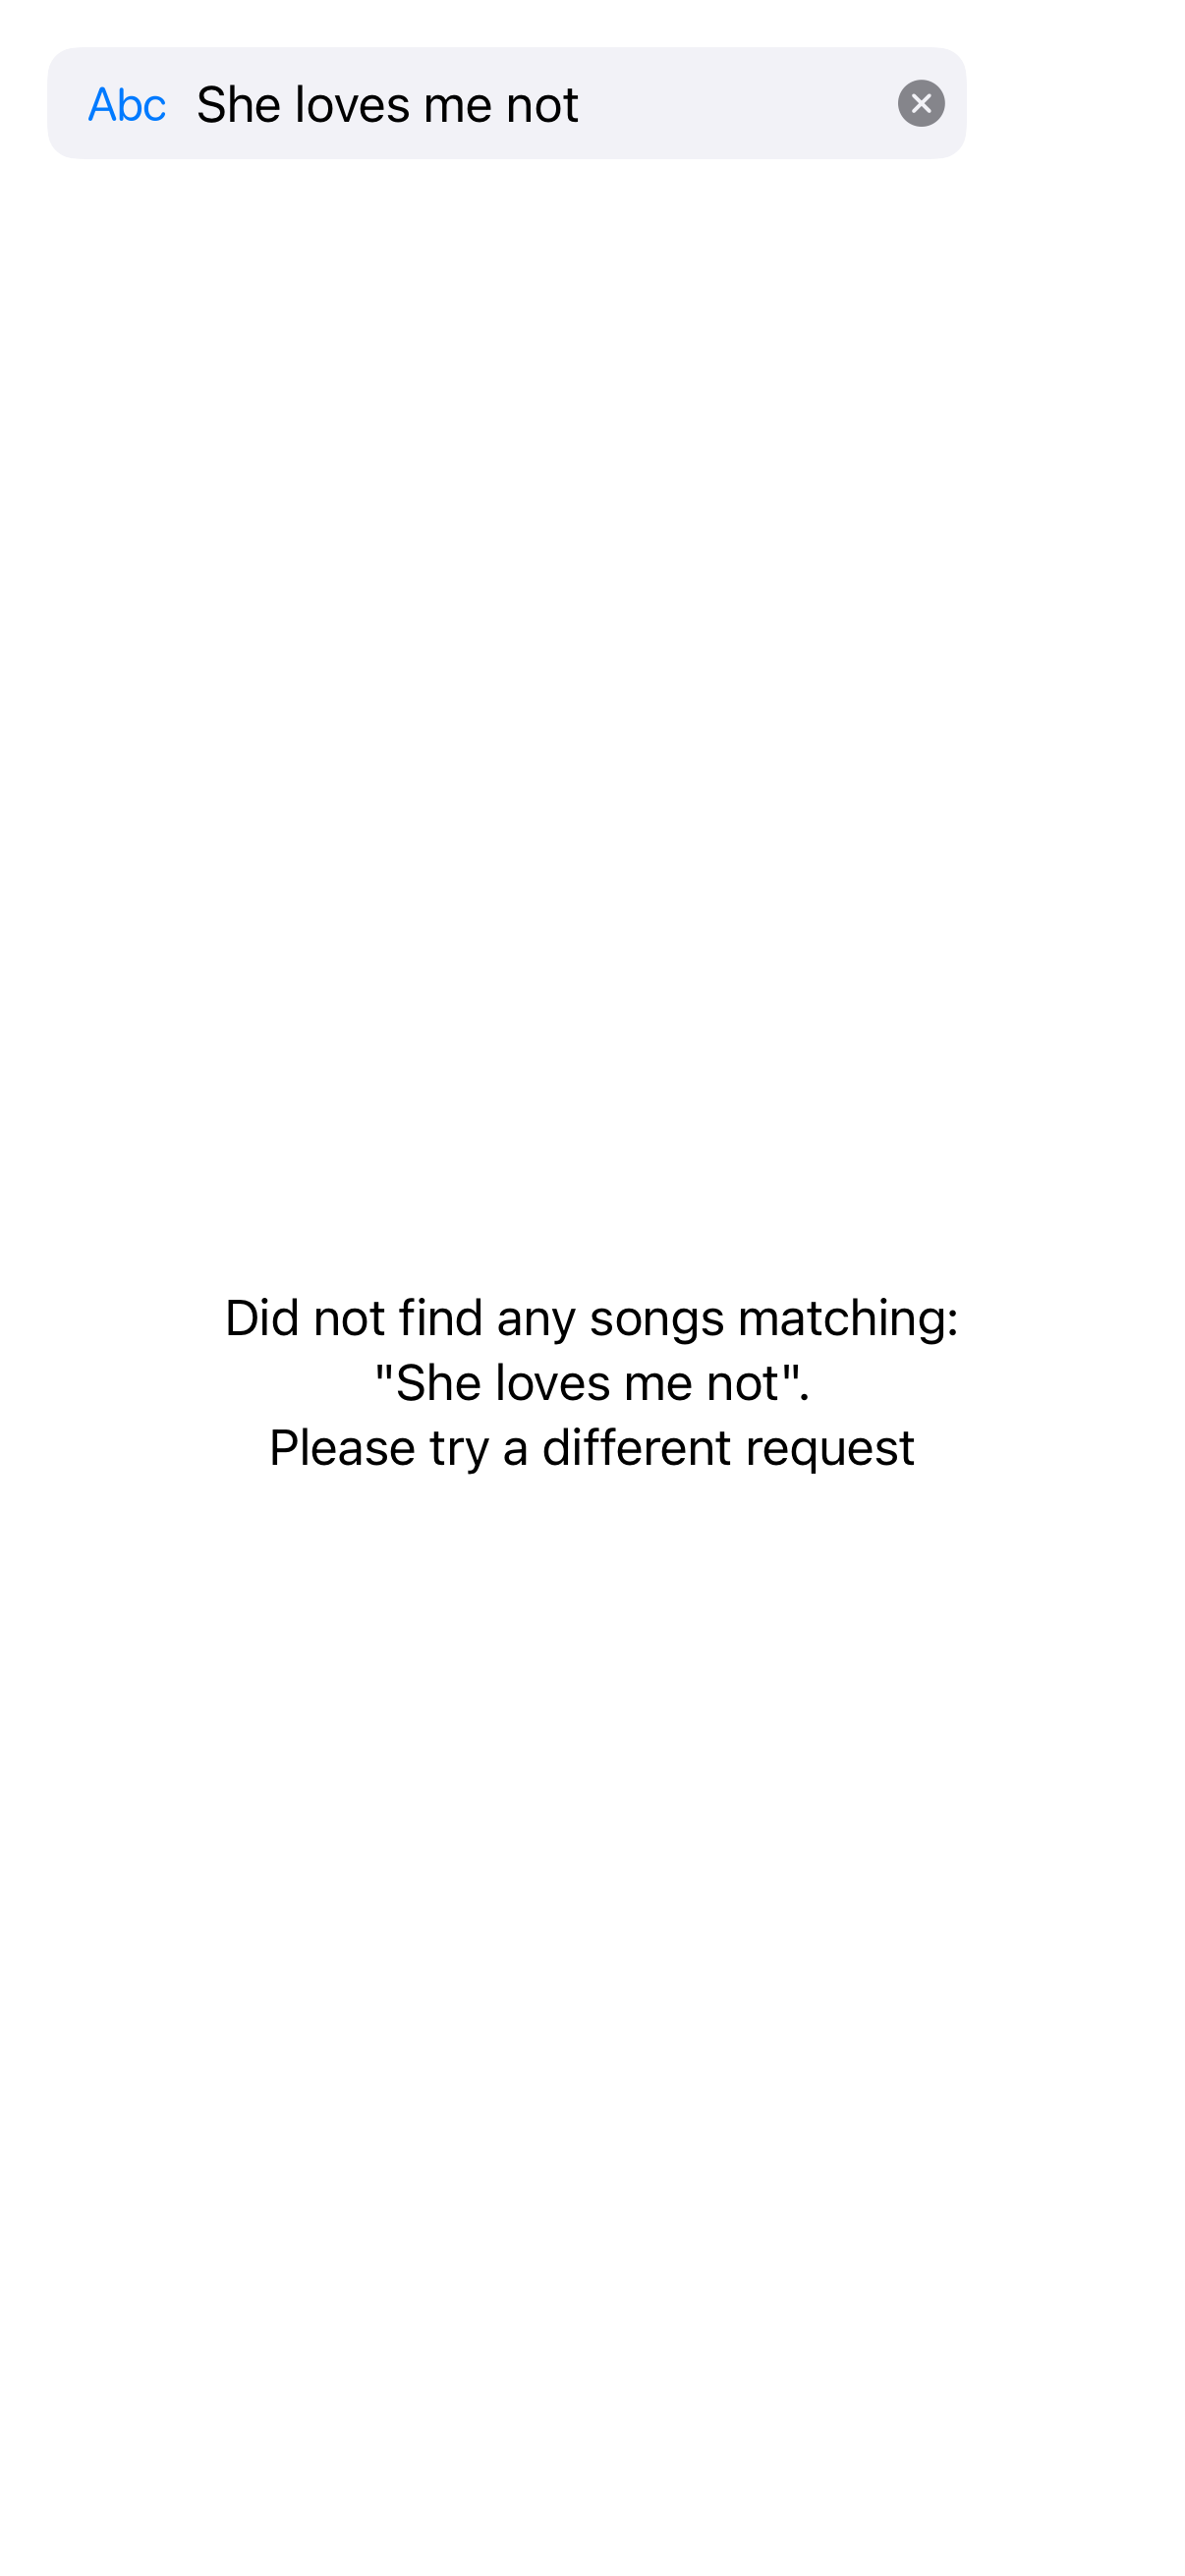 Abc She loves me not
Did not find any songs matching:
"She loves me not".
Please try a different request